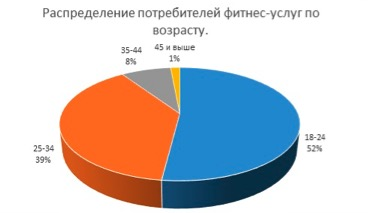 Распределение потребителей фитнес-услуг по
возрасту.
35-44
8%
45 и выше
1%
18-24
52%
25-34
39%